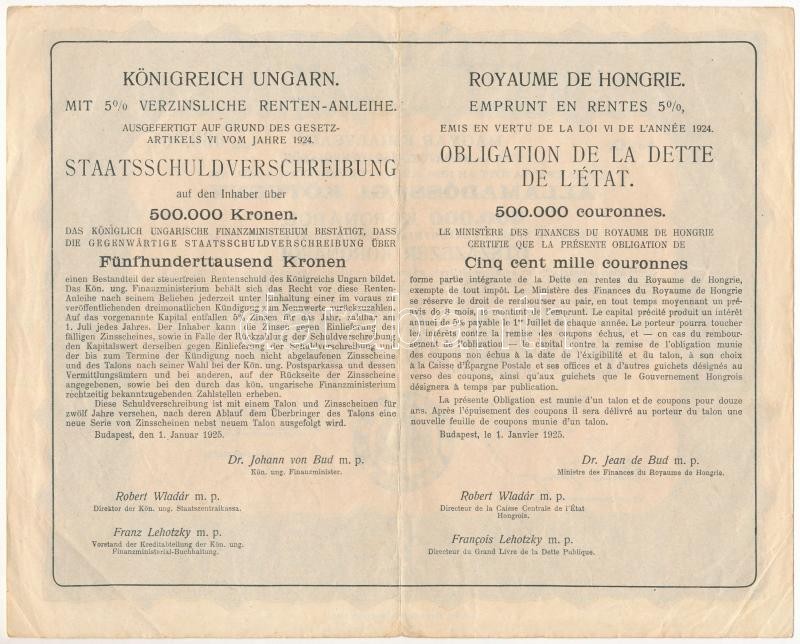 KÖNIGREICH UNGARN.
MIT 5% VERZINSLICHE RENTEN-ANLEIHE.
AUSGEFERTIGT AUF GRUND DES GESETZ-
ARTIKELS VI VOM JAHRE 1924.
STAATSSCHULDVERSCHREIBUNG
auf den Inhaber über
500.000 Kronen.
DAS KÖNIGLICH UNGARISCHE FINANZMINISTERIUM BESTÄTIGT, DASS
DIE GEGENWÄRTIGE STAATSSCHULDVERSCHREIBUNG ÜBER
Fünfhunderttausend Kronen
einen Bestandteil der steuerfreien Rentenschuld des Königreichs Ungarn bildet.
Das Kön. ung. Finanzministerium behält sich das Recht vor diese Renten-
Anleihe nach seinem Belieben jederzeit unter Einhaltung einer im voraus zu
veröffentlichenden dreimonatlichen Kündigung zum Nennwerte zurückzuzahlen.
Auf das vorgenannte Kapital entfallen 5% Zinsen für das Jahr, zahlbar am
1. Juli jedes Jahres. Der Inhaber kann die Zinsen gegen Einlieferung des
fälligen Zinsscheines, sowie im Falle der Rückzahlung der Schuldverschreibung
den Kapitalswert derselben gegen Einlieferung der Schuldverschreibung und
der bis zum Termine der Kündigung noch nicht abgelaufenen Zinsscheine
und des Talons nach seiner Wahl bei der Kön. ung. Postsparkassa und dessen
Vermittlungsämtern und bei anderen, auf der Rückseite der Zinsscheine
angegebenen, sowie bei den durch das kön. ungarische Finanzministerium
rechtzeitig bekanntzugebenden Zahlstellen erheben.
Diese Schuldverschreibung ist mit einem Talon und Zinsscheinen für
zwölf Jahre versehen, nach deren Ablauf dem Überbringer des Talons eine
neue Serie von Zinsscheinen nebst neuem Talon ausgefolgt wird.
Budapest, den 1. Januar 1925.
Dr. Johann von Bud m. p.
Kön. ung. Finanzminister.
Robert Wladár m. p.
Direktor der Kön. ung. Staatszentralkassa.
Franz Lehotzky m. p.
Vorstand der Kreditabteilung der Kön. ung.
Finanzministerial-Buchhaltung.
ROYAUME DE HONGRIE.
EMPRUNT EN RENTES 5%,
EMIS EN VERTU DE LA LOI VI DE L'ANNÉE 1924.
OBLIGATION DE LA DETTE
DE L'ÉTAT.
500.000 couronnes.
LE MINISTÈRE DES FINANCES DU ROYAUME DE HONGRIE
CERTIFIE QUE LA PRÉSENTE OBLIGATION DE
Cinq cent mille couronnes
forme partie intégrante de la Dette en rentes du Royaume de Hongrie,
exempte de tout impôt. Le Ministère des Finances du Royaume de Hongrie
se réserve le droit de rembourser au pair, en tout temps moyennant un pré-
avis de 3 mois, le montant de l'emprunt. Le capital précité produit un intérêt
annuel de 5% payable le 1er Juillet de chaque année. Le porteur pourra toucher
les intérêts contre la remise des coupons échus, et — en cas du rembour-
sement de l'obligation — le capital contre la remise de l'obligation munie
des coupons non échus à la date de l'éxigibilité et du talon, à son choix
à la Caisse d'Épargne Postale et ses offices et à d'autres guichets désignés au
verso des coupons, ainsi qu'aux guichets que le Gouvernement Hongrois
désignera à temps par publication.
La présente Obligation est munie d'un talon et de coupons pour douze
ans. Après l'épuisement des coupons il sera délivré au porteur du talon une
nouvelle feuille de coupons munie d'un talon.
Budapest, le 1. Janvier 1925.
Dr. Jean de Bud m. p.
Ministre des Finances du Royaume de Hongrie.
Robert Wladár m. p.
Directeur de la Caisse Centrale de l'État
Hongrois.
François Lehotzky m. p.
Directeur du Grand Livre de la Dette Publique.